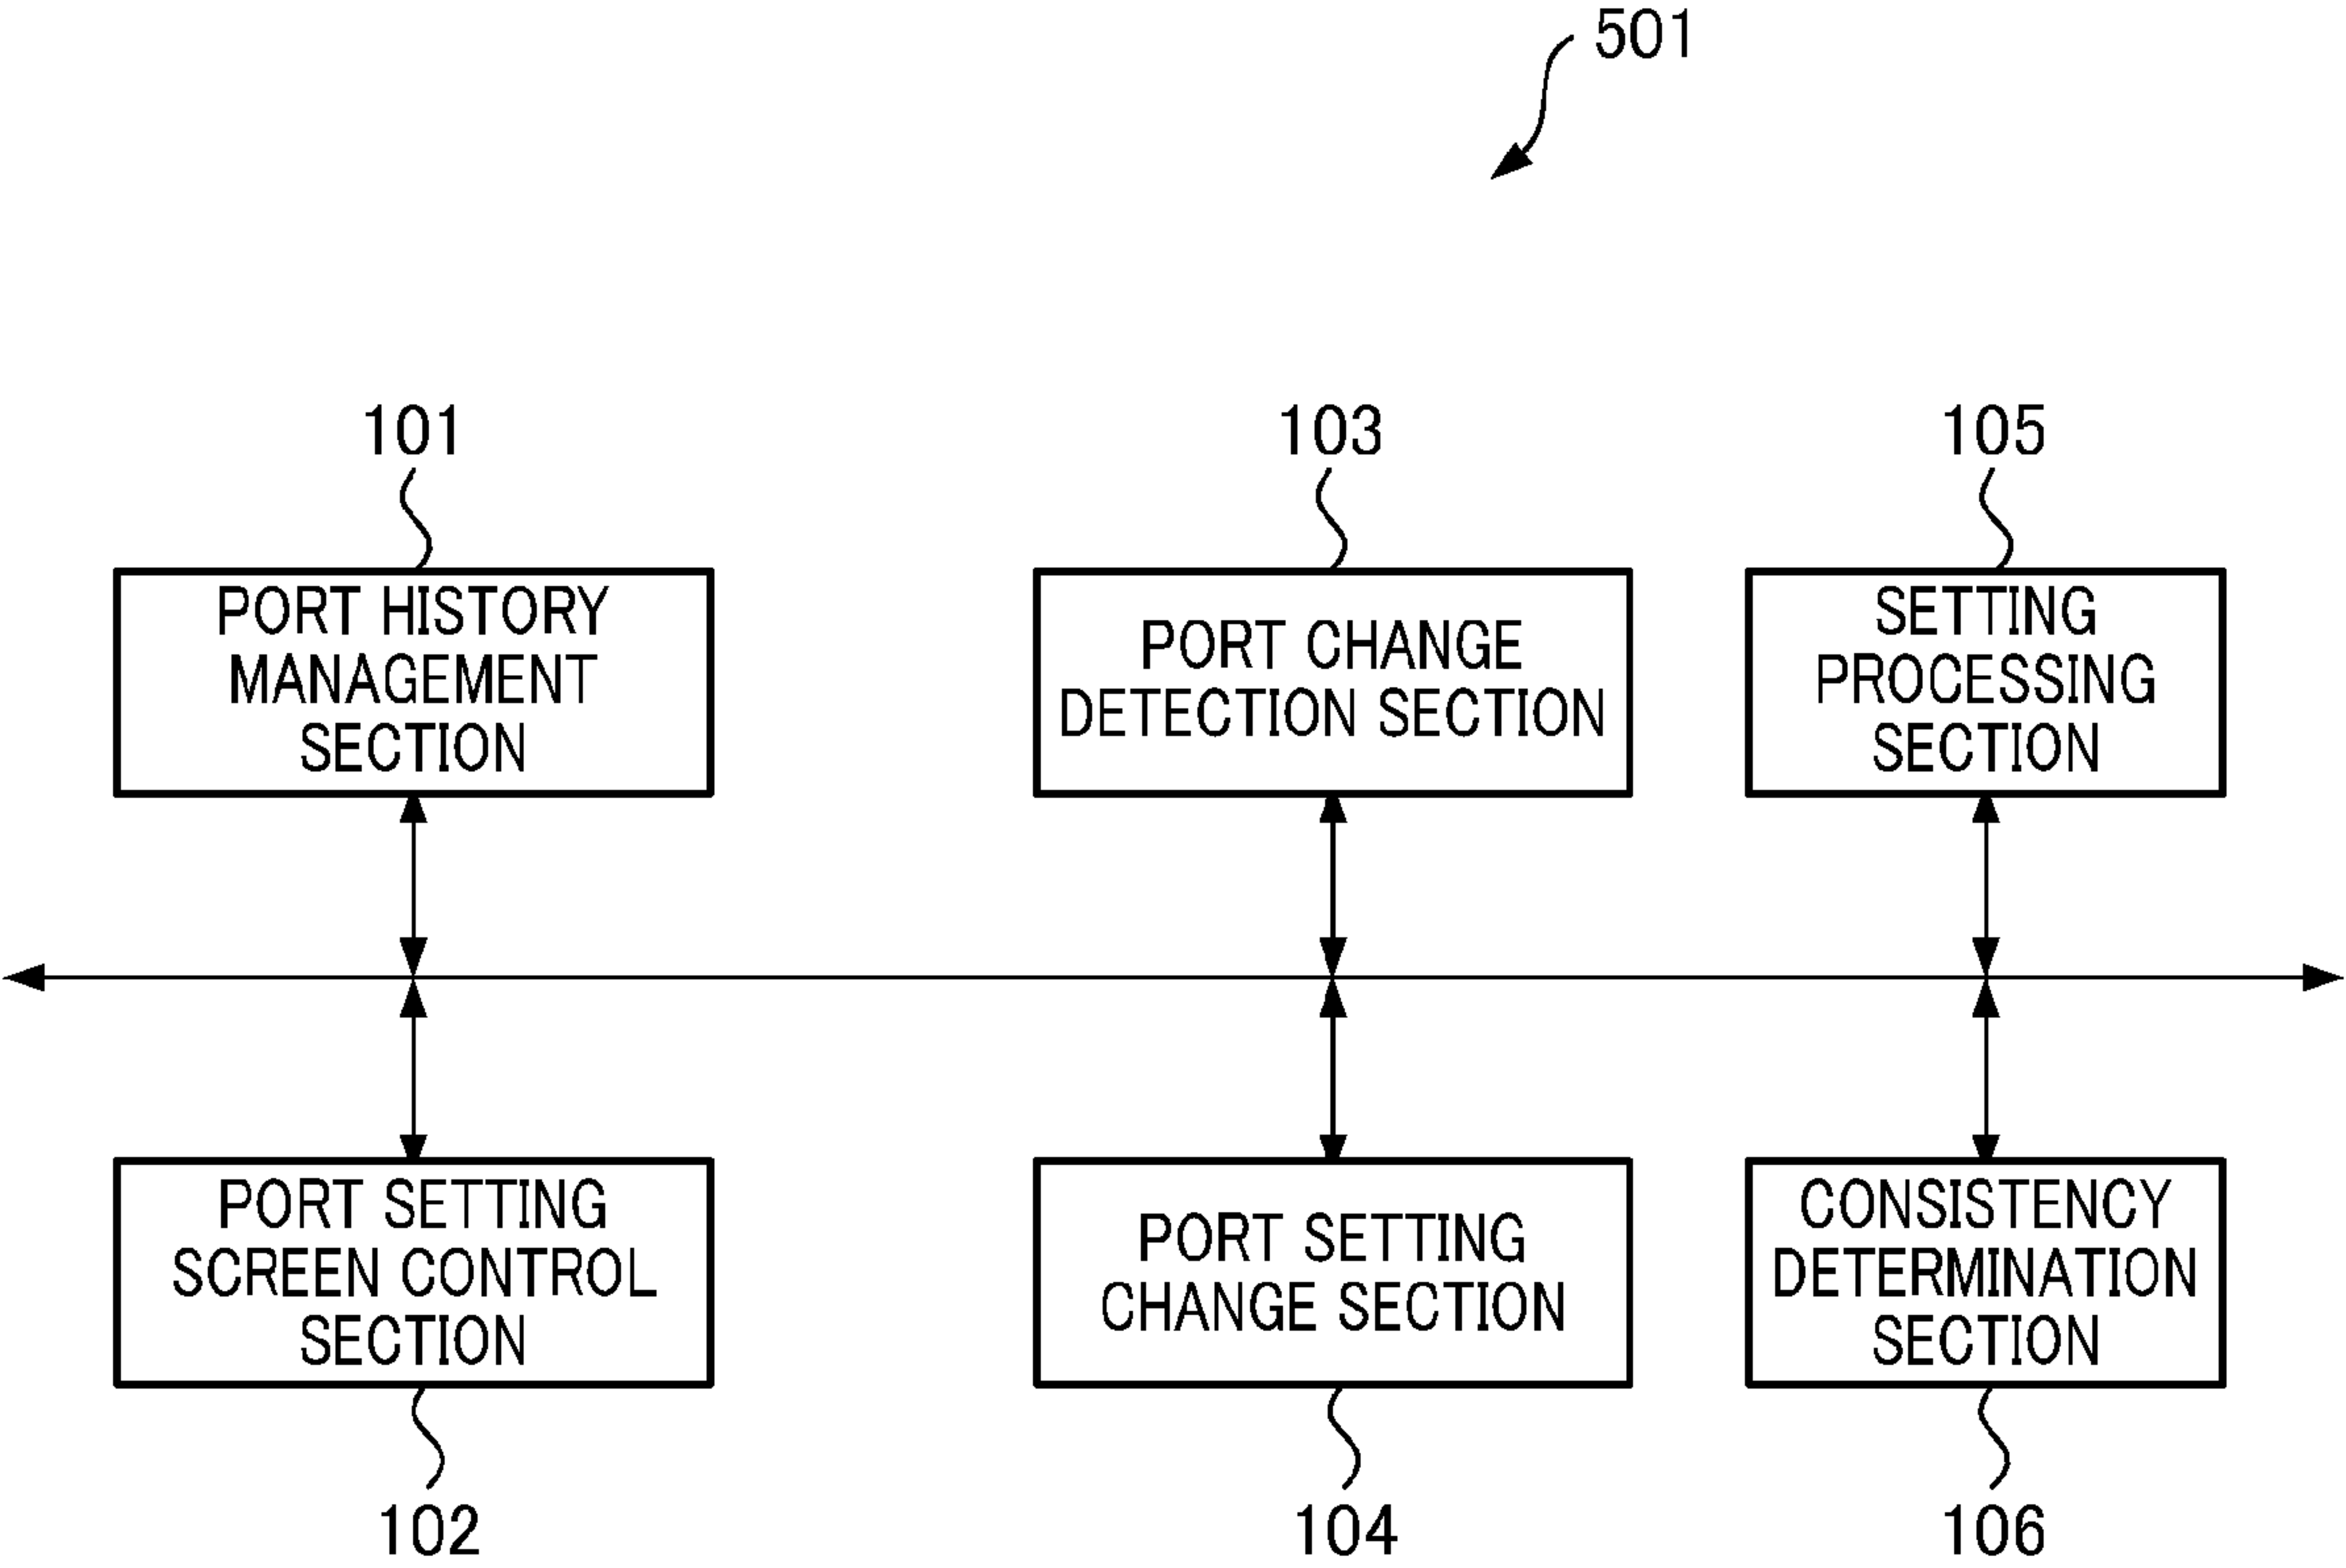 501
101
103
105
PORT HISTORY
MANAGEMENT
SECTION
PORT CHANGE
DETECTION SECTION
SETTING
PROCESSING
SECTION
PORT SETTING
SCREEN CONTROL
SECTION
PORT SETTING
CHANGE SECTION
CONSISTENCY
DETERMINATION
SECTION
102
104
106